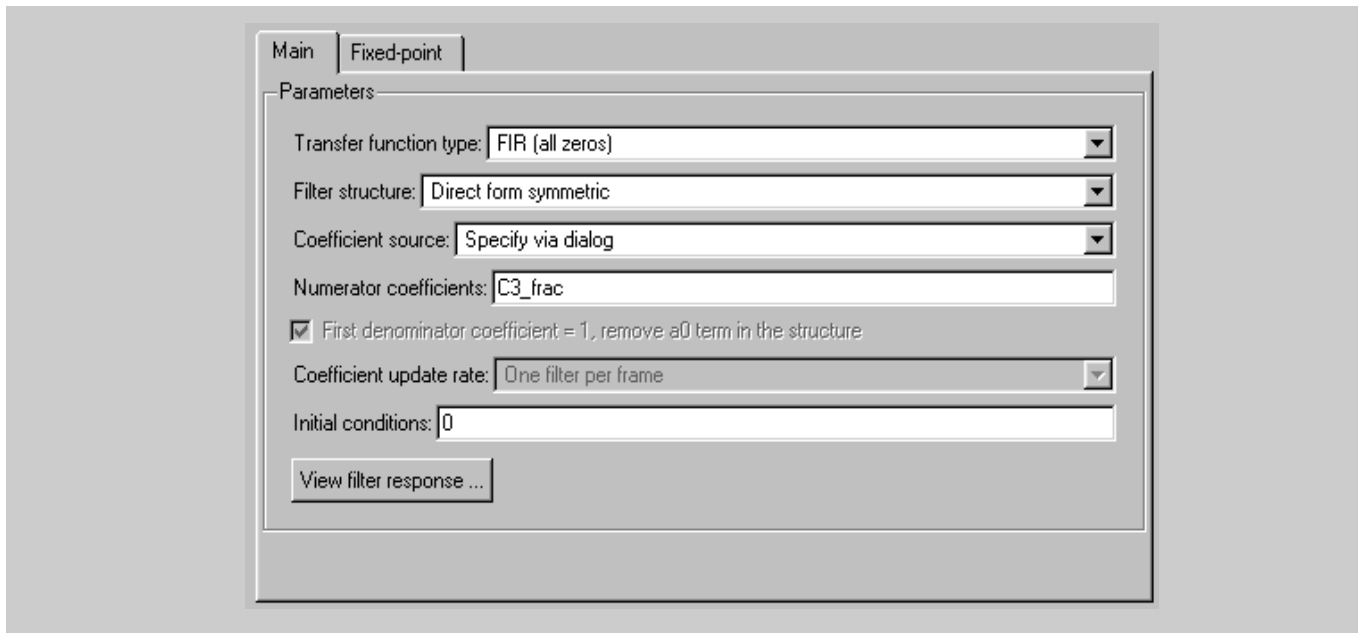 Main Fixed-point
Parameters
Transfer function type: FIR (all zeros)
Filter structure: Direct form symmetric
Coefficient source: Specify via dialog
Numerator coefficients: C3_frac
First denominator coefficient = 1, remove a0 term in the structure
Coefficient update rate: One filter per frame
Initial conditions: 0
View filter response ...